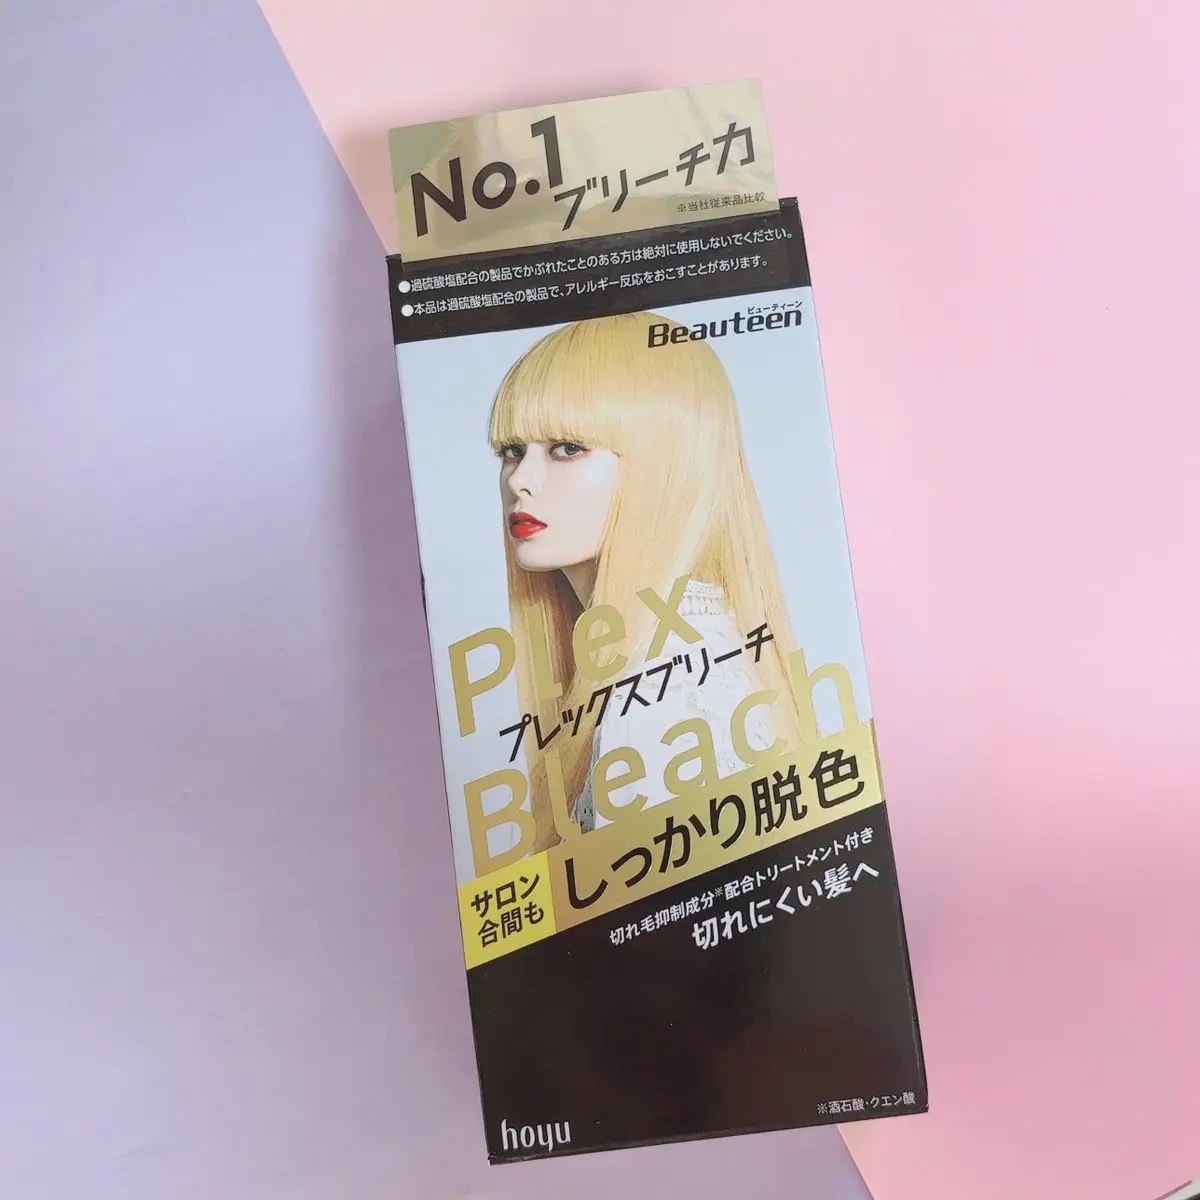 No.1
ブリーチ力
※当社従来品比較
●過硫酸塩配合の製品でかぶれたことのある方は絶対に使用しないでください。
●本品は過硫酸塩配合の製品で、アレルギー反応をおこすことがあります。
ビューティーン
Beauteen
Plex
プレックスブリーチ
Bleach
しっかり脱色
サロン
合間も
切れ毛抑制成分※配合トリートメント付き
切れにくい髪へ
※酒石酸・クエン酸
hoyu